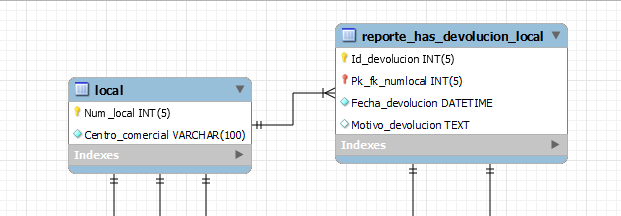 reporte_has_devolucion_local
Id_devolucion INT(5)
Pk_fk_numlocal INT(5)
Fecha_devolucion DATETIME
Motivo_devolucion TEXT
Indexes
local
Num_local INT(5)
Centro_comercial VARCHAR(100)
Indexes